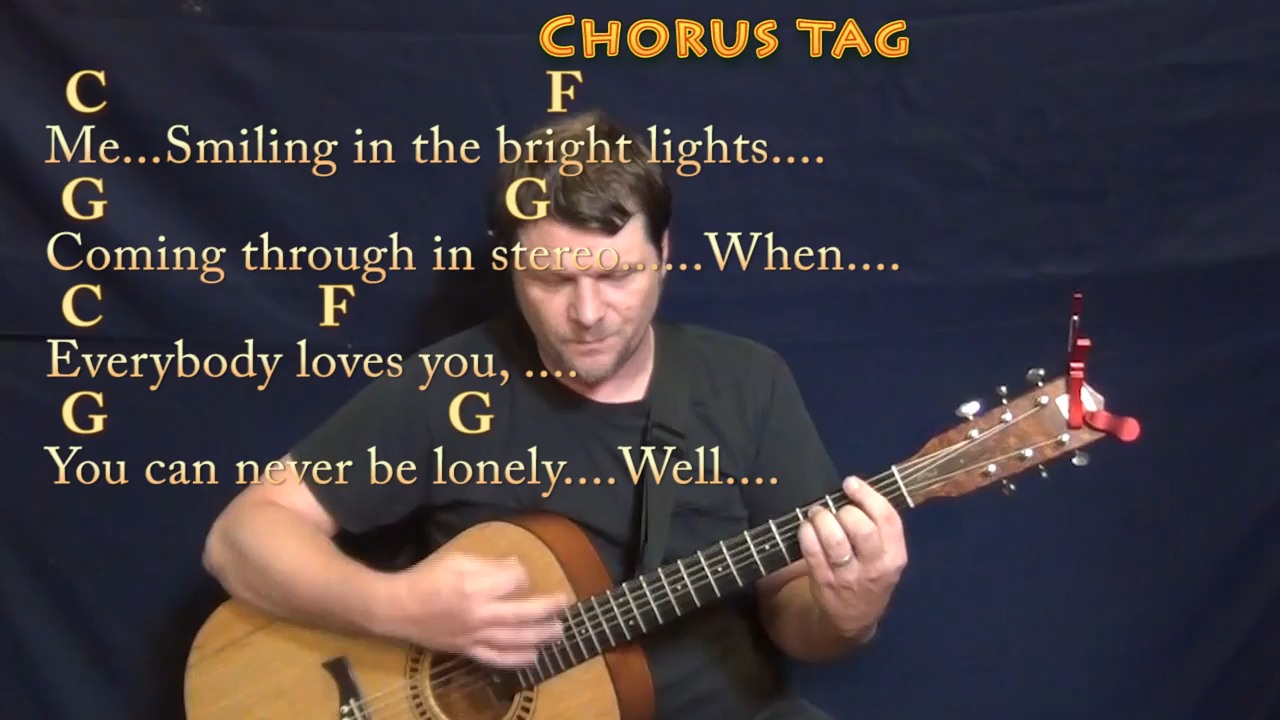 CHORUS TAG
C F
Me...Smiling in the bright lights....
G G
Coming through in stereo......When....
C F
Everybody loves you, ....
G G
You can never be lonely....Well....